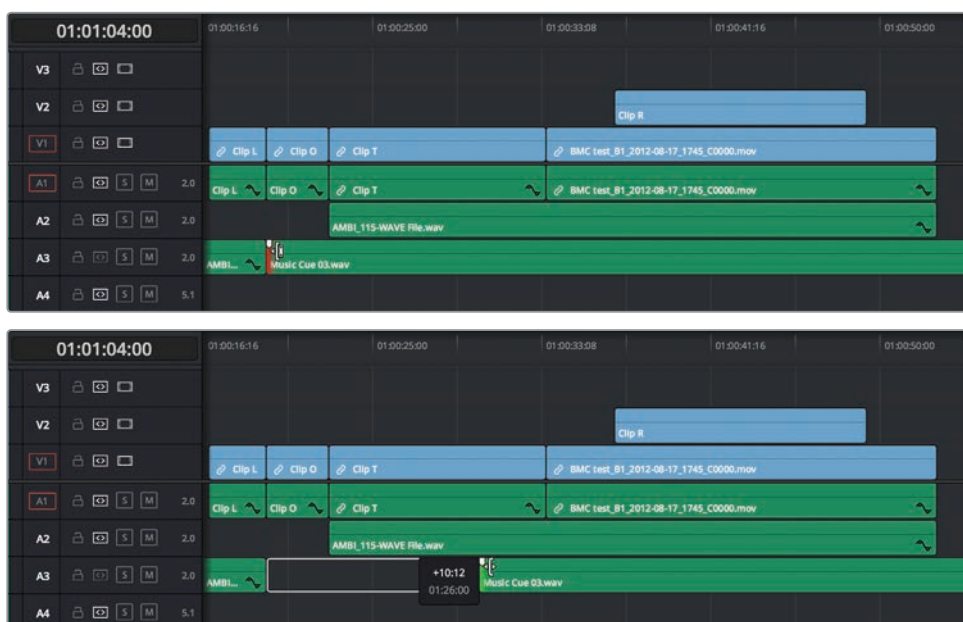 01:01:04:00 01:00:16:16 01:00:25:00 01:00:33:08 01:00:41:16 01:00:50:00
V3
V2 Clip R
V1 Clip L Clip O Clip T BMC test_B1_2012-08-17_1745_C0000.mov
A1 S M 2.0 Clip L Clip O Clip T BMC test_B1_2012-08-17_1745_C0000.mov
A2 S M 2.0 AMBI_115-WAVE File.wav
A3 S M 2.0 AMBI... Music Cue 03.wav
A4 S M 5.1
01:01:04:00 01:00:16:16 01:00:25:00 01:00:33:08 01:00:41:16 01:00:50:00
V3
V2 Clip R
V1 Clip L Clip O Clip T BMC test_B1_2012-08-17_1745_C0000.mov
A1 S M 2.0 Clip L Clip O Clip T BMC test_B1_2012-08-17_1745_C0000.mov
A2 S M 2.0 AMBI_115-WAVE File.wav
A3 S M 2.0 AMBI... +10:12 Music Cue 03.wav
01:26:00
A4 S M 5.1